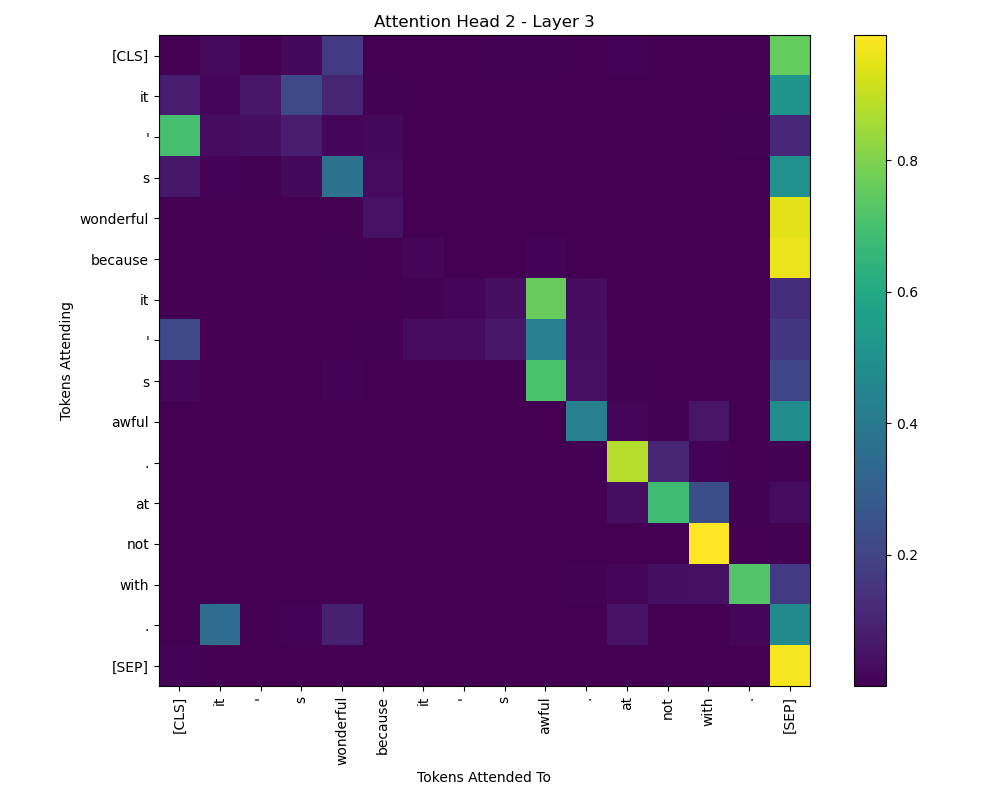 Attention Head 2 - Layer 3
Tokens Attending
[CLS]
it
'
s
wonderful
because
it
'
s
awful
.
at
not
with
.
[SEP]
[CLS]
it
'
s
wonderful
because
it
'
s
awful
.
at
not
with
.
[SEP]
Tokens Attended To
0.8
0.6
0.4
0.2